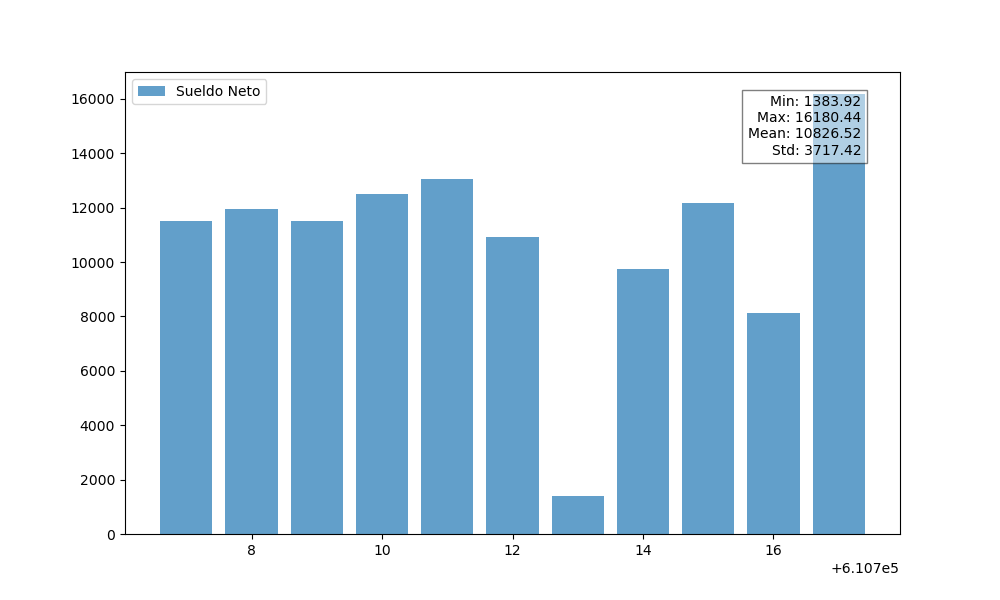 Sueldo Neto
Min: 1383.92
Max: 16180.44
Mean: 10826.52
Std: 3717.42
16000
14000
12000
10000
8000
6000
4000
2000
0
8 10 12 14 16
+6.107e5